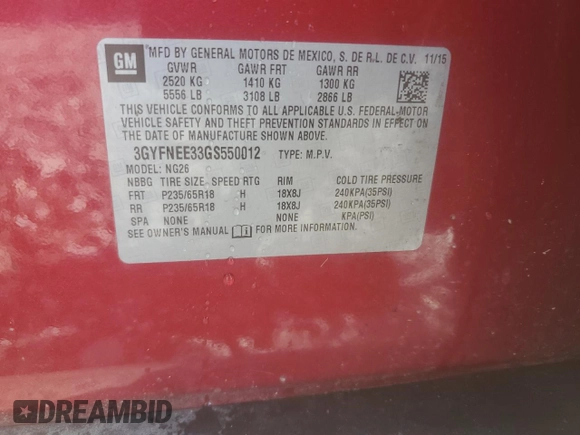 GM
MFD BY GENERAL MOTORS DE MEXICO, S. DE R.L. DE C.V. 11/15
GVWR GAWR FRT GAWR RR
2520 KG 1410 KG 1300 KG
5556 LB 3108 LB 2866 LB
THIS VEHICLE CONFORMS TO ALL APPLICABLE U.S. FEDERAL-MOTOR
VEHICLE SAFETY AND THEFT PREVENTION STANDARDS IN EFFECT ON
THE DATE OF MANUFACTURE SHOWN ABOVE.
3GYFNEE33GS550012 TYPE: M.P.V.
MODEL: NG26
NBBG TIRE SIZE SPEED RTG RIM COLD TIRE PRESSURE
FRT P235/65R18 H 18X8J 240KPA(35PSI)
RR P235/65R18 H 18X8J 240KPA(35PSI)
SPA NONE NONE KPA(PSI)
SEE OWNER'S MANUAL i FOR MORE INFORMATION.
DREAMBID